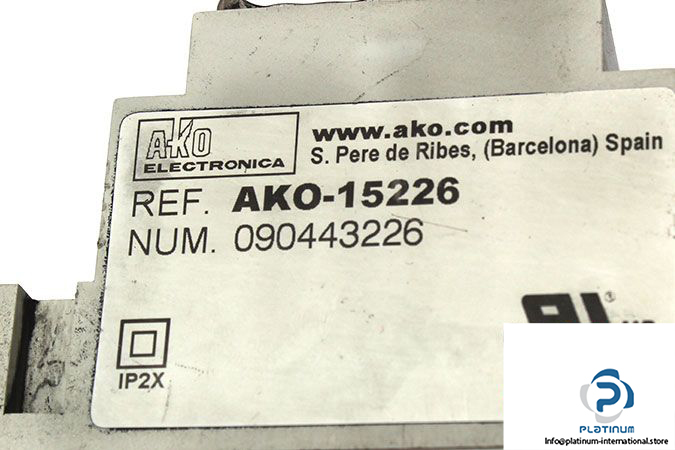 AKO
ELECTRONICA
www.ako.com
S. Pere de Ribes, (Barcelona) Spain
REF. AKO-15226
NUM. 090443226
IP2X
PLATINUM
Info@platinum-international.store